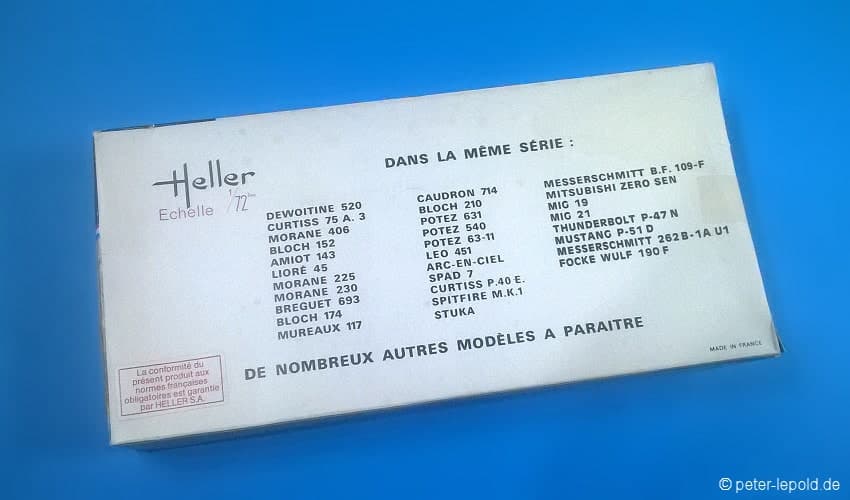 Heller
Echelle 1/72ème
DANS LA MÊME SÉRIE :
DEWOITINE 520
CURTISS 75 A. 3
MORANE 406
BLOCH 152
AMIOT 143
LIORÉ 45
MORANE 225
MORANE 230
BREGUET 693
BLOCH 174
MUREAUX 117
CAUDRON 714
BLOCH 210
POTEZ 631
POTEZ 540
POTEZ 63-11
LEO 451
ARC-EN-CIEL
SPAD 7
CURTISS P.40 E.
SPITFIRE M.K.1
STUKA
MESSERSCHMITT B.F. 109-F
MITSUBISHI ZERO SEN
MIG 19
MIG 21
THUNDERBOLT P-47 N
MUSTANG P-51 D
MESSERSCHMITT 262 B-1A U1
FOCKE WULF 190 F
DE NOMBREUX AUTRES MODÈLES A PARAITRE
La conformité du
présent produit aux
normes françaises
obligatoires est garantie
par HELLER S.A.
MADE IN FRANCE
© peter-lepold.de